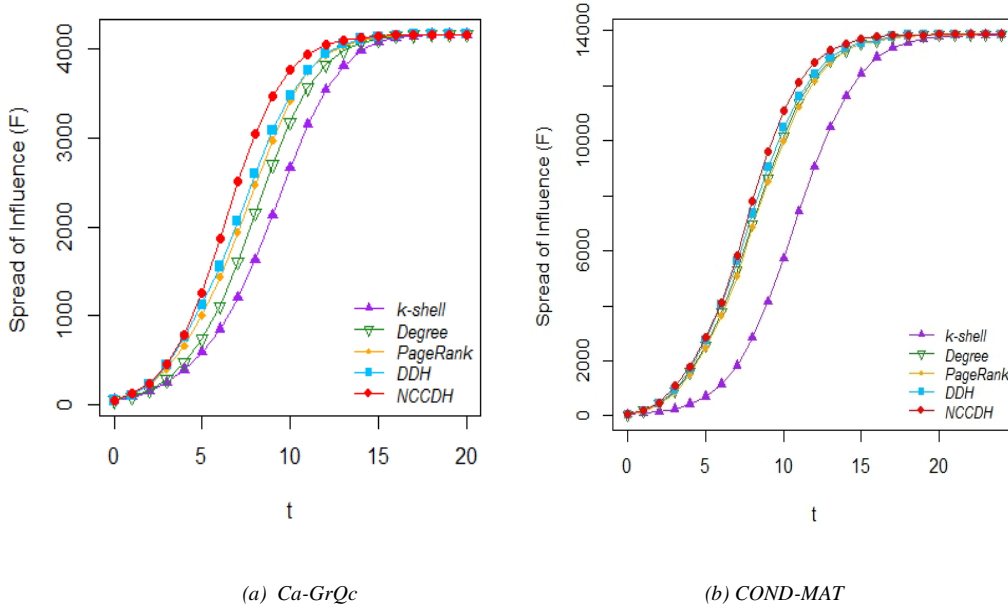 Spread of Influence (F)
4000
3000
2000
1000
0
k-shell
Degree
PageRank
DDH
NCCDH
0 5 10 15 20
t
(a) Ca-GrQc
Spread of Influence (F)
14000
10000
6000
2000
0
k-shell
Degree
PageRank
DDH
NCCDH
0 5 10 15 20
t
(b) COND-MAT